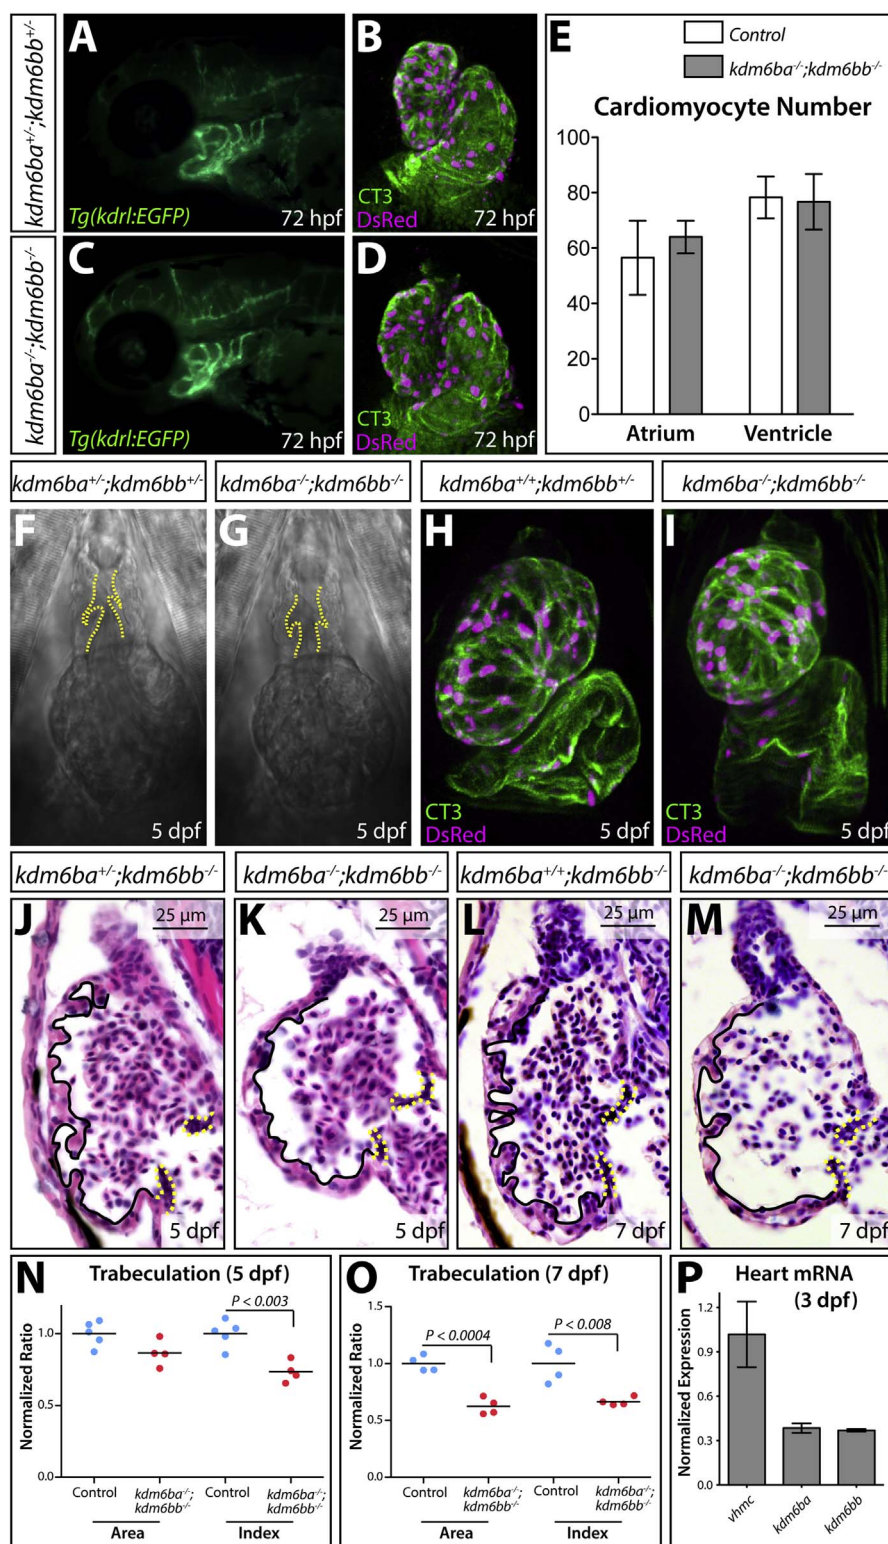 kdm6ba+/-;kdm6bb+/-
A
Tg(kdrl:EGFP)
72 hpf
B
CT3
DsRed
72 hpf
kdm6ba-/-;kdm6bb-/-
C
Tg(kdrl:EGFP)
72 hpf
D
CT3
DsRed
72 hpf
E
Control
kdm6ba-/-;kdm6bb-/-
Cardiomyocyte Number
100
80
60
40
20
0
Atrium
Ventricle
kdm6ba+/-;kdm6bb+/-
kdm6ba-/-;kdm6bb-/-
kdm6ba+/+;kdm6bb+/-
kdm6ba-/-;kdm6bb-/-
F
5 dpf
G
5 dpf
H
CT3
DsRed
5 dpf
I
CT3
DsRed
5 dpf
kdm6ba+/-;kdm6bb-/-
kdm6ba-/-;kdm6bb-/-
kdm6ba+/+;kdm6bb-/-
kdm6ba-/-;kdm6bb-/-
J
25 μm
5 dpf
K
25 μm
5 dpf
L
25 μm
7 dpf
M
25 μm
7 dpf
N
Trabeculation (5 dpf)
Normalized Ratio
1.0
0.5
0.0
P < 0.003
Control
kdm6ba-/-;
kdm6bb-/-
Control
kdm6ba-/-;
kdm6bb-/-
Area
Index
O
Trabeculation (7 dpf)
Normalized Ratio
1.5
1.0
0.5
0.0
P < 0.0004
P < 0.008
Control
kdm6ba-/-;
kdm6bb-/-
Control
kdm6ba-/-;
kdm6bb-/-
Area
Index
P
Heart mRNA
(3 dpf)
Normalized Expression
1.2
0.9
0.6
0.3
0.0
vhmc
kdm6ba
kdm6bb